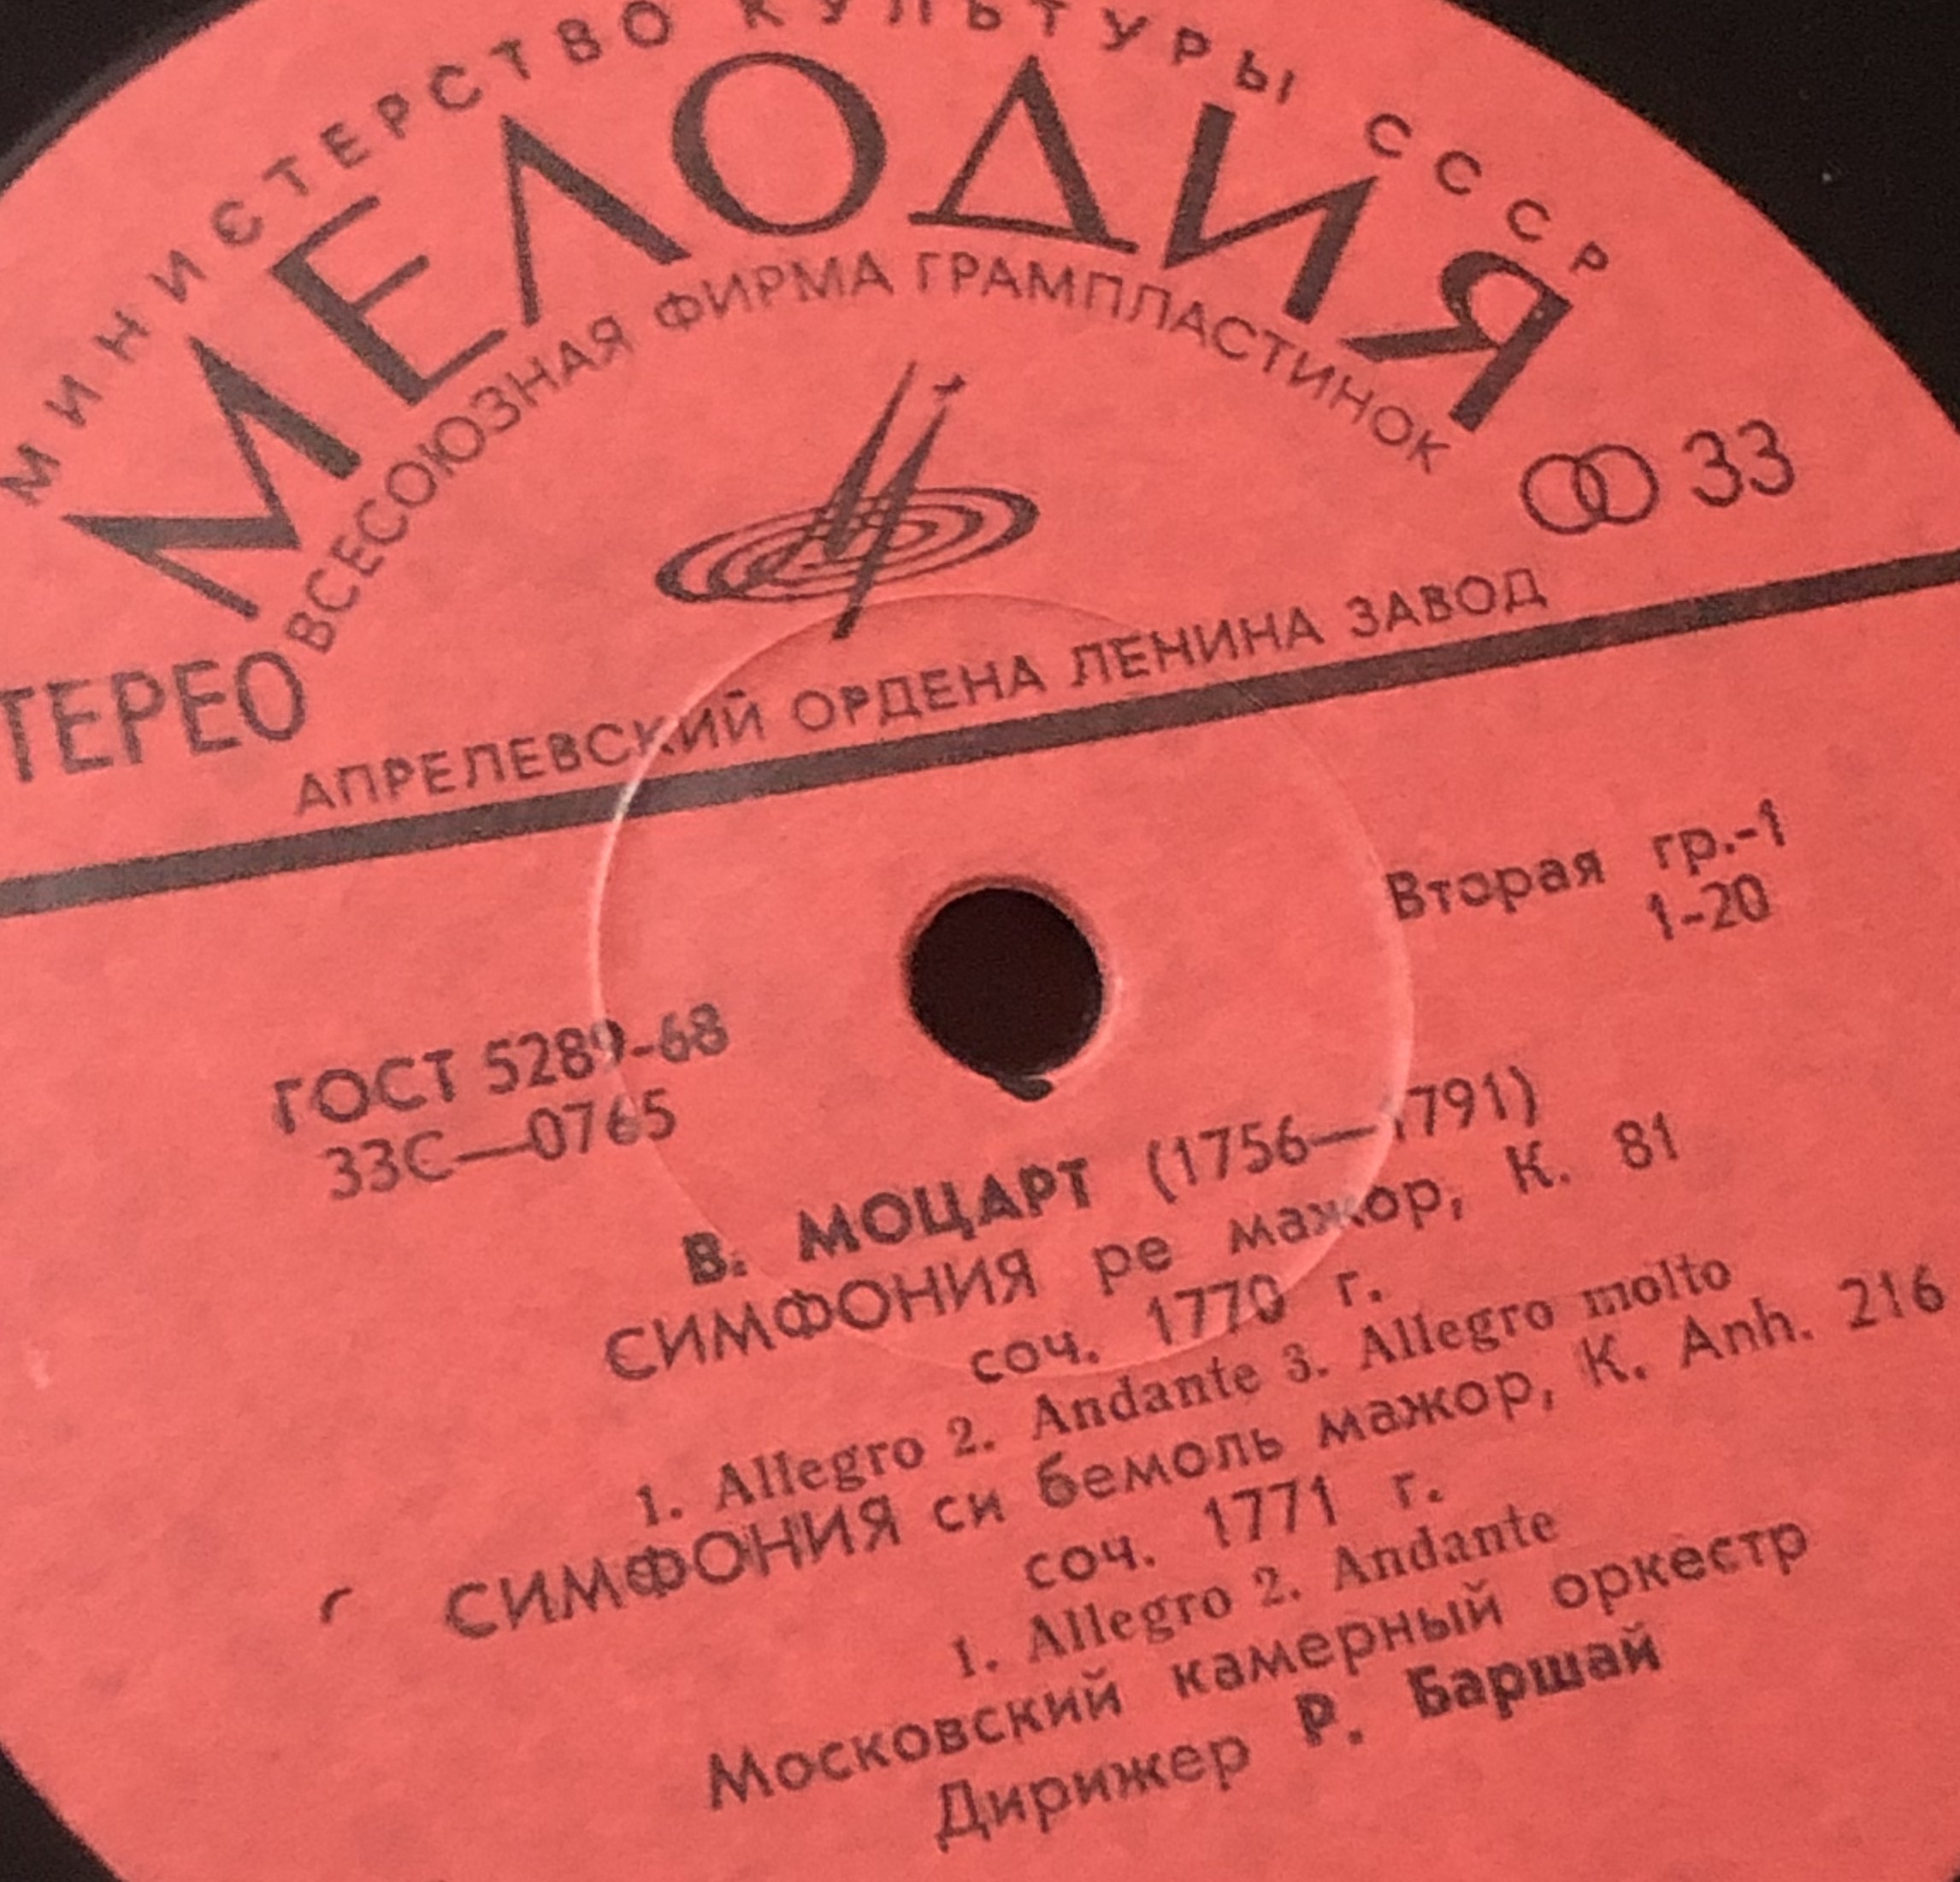 МИНИСТЕРСТВО КУЛЬТУРЫ СССР
МЕЛОДИЯ
ВСЕСОЮЗНАЯ ФИРМА ГРАМПЛАСТИНОК
33
ТЕРЕО
АПРЕЛЕВСКИЙ ОРДЕНА ЛЕНИНА ЗАВОД
Вторая гр.-1
1-20
ГОСТ 5289-68
33С—0765
В. МОЦАРТ (1756—1791)
СИМФОНИЯ ре мажор, К. 81
соч. 1770 г.
1. Allegro 2. Andante 3. Allegro molto
СИМФОНИЯ си бемоль мажор, К. Anh. 216
соч. 1771 г.
1. Allegro 2. Andante
Московский камерный оркестр
Дирижер Р. Баршай